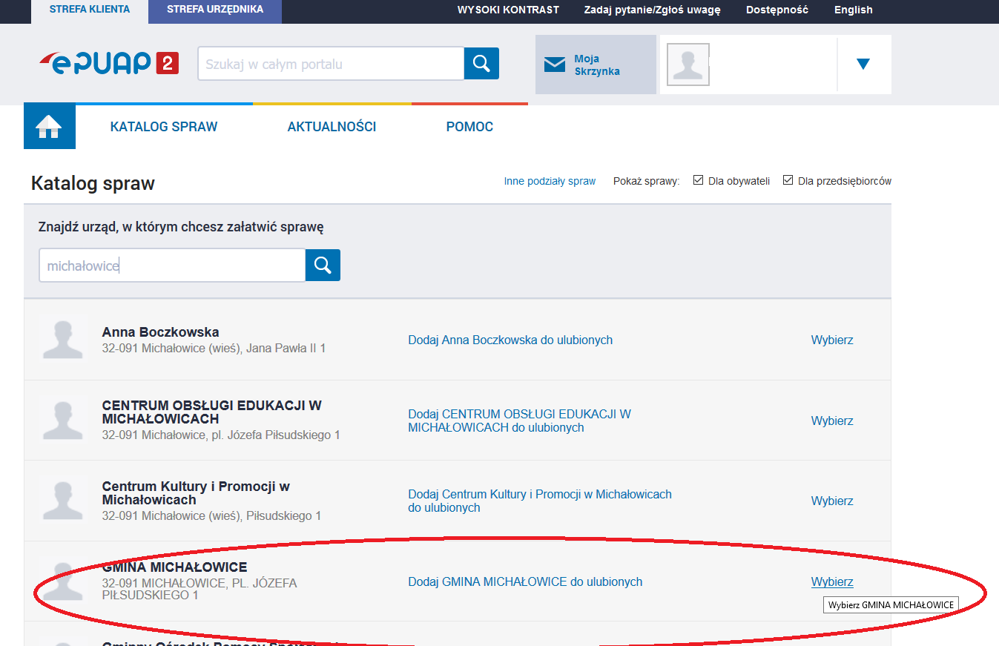 STREFA KLIENTA STREFA URZĘDNIKA WYSOKI KONTRAST Zadaj pytanie/Zgłoś uwagę Dostępność English
ePUAP 2
Szukaj w całym portalu
Moja
Skrzynka
KATALOG SPRAW AKTUALNOŚCI POMOC
Katalog spraw
Inne podziały spraw Pokaż sprawy: Dla obywateli Dla przedsiębiorców
Znajdź urząd, w którym chcesz załatwić sprawę
michałowice
Anna Boczkowska
32-091 Michałowice (wieś), Jana Pawła II 1
Dodaj Anna Boczkowska do ulubionych
Wybierz
CENTRUM OBSŁUGI EDUKACJI W
MICHAŁOWICACH
32-091 Michałowice, pl. Józefa Piłsudskiego 1
Dodaj CENTRUM OBSŁUGI EDUKACJI W
MICHAŁOWICACH do ulubionych
Wybierz
Centrum Kultury i Promocji w
Michałowicach
32-091 Michałowice (wieś), Piłsudskiego 1
Dodaj Centrum Kultury i Promocji w Michałowicach
do ulubionych
Wybierz
GMINA MICHAŁOWICE
32-091 MICHAŁOWICE, PL. JÓZEFA
PIŁSUDSKIEGO 1
Dodaj GMINA MICHAŁOWICE do ulubionych
Wybierz
Wybierz GMINA MICHAŁOWICE
Gminny Ośrodek Pomocy